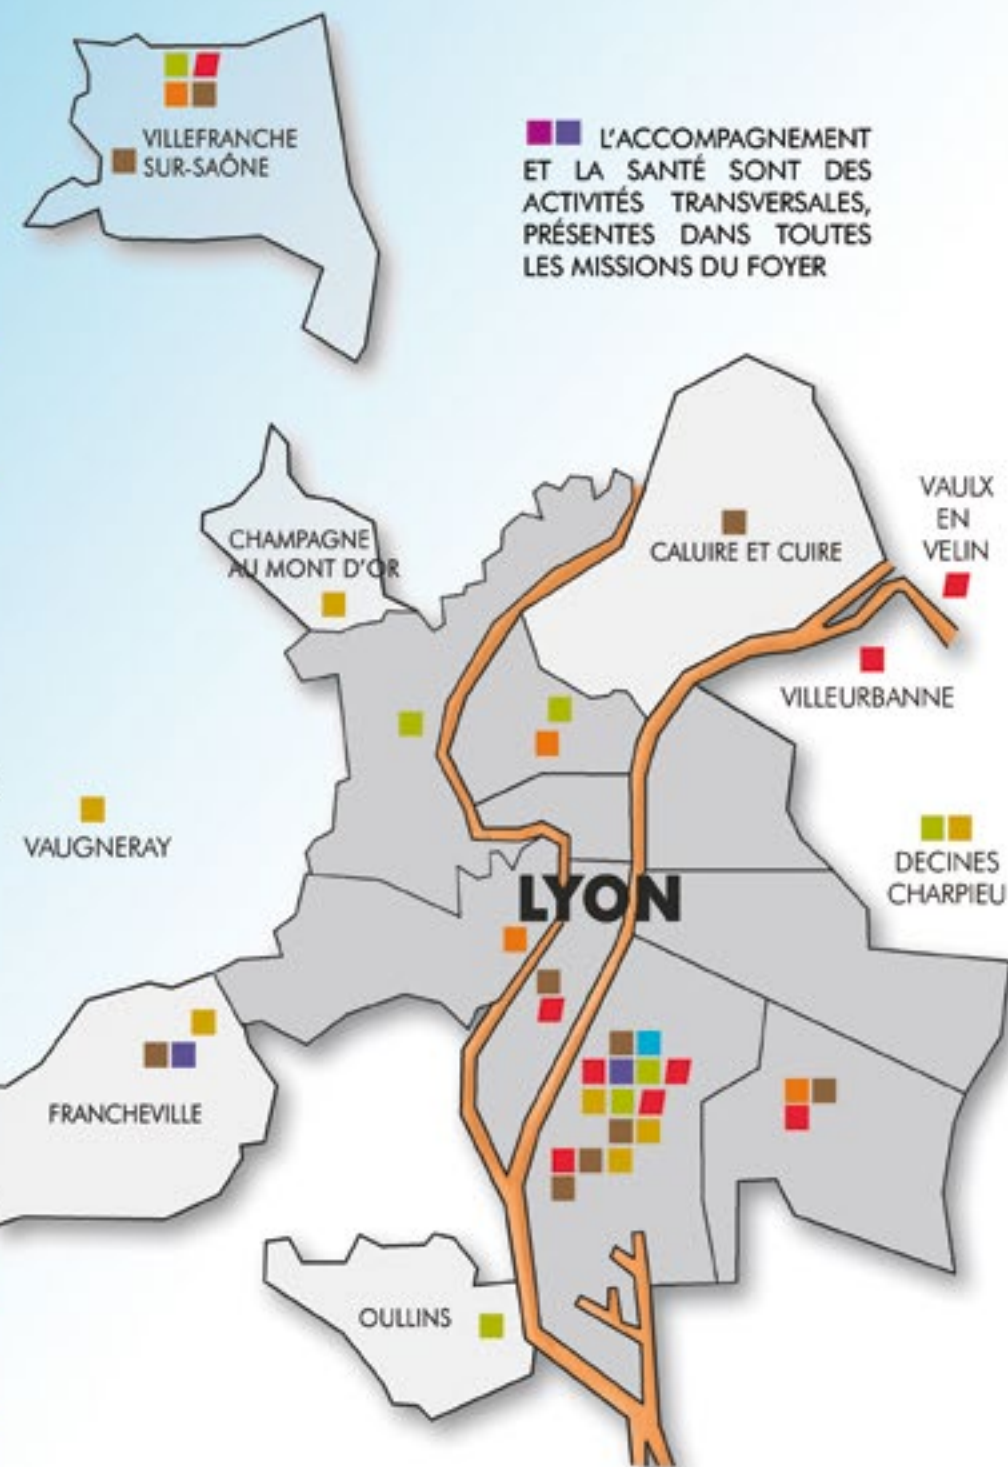 VILLEFRANCHE
SUR-SAÔNE
L'ACCOMPAGNEMENT
ET LA SANTÉ SONT DES
ACTIVITÉS TRANSVERSALES,
PRÉSENTES DANS TOUTES
LES MISSIONS DU FOYER
CHAMPAGNE
AU MONT D'OR
CALUIRE ET CUIRE
VAULX
EN
VELIN
VILLEURBANNE
VAUGNERAY
DECINES
CHARPIEU
LYON
FRANCHEVILLE
OULLINS